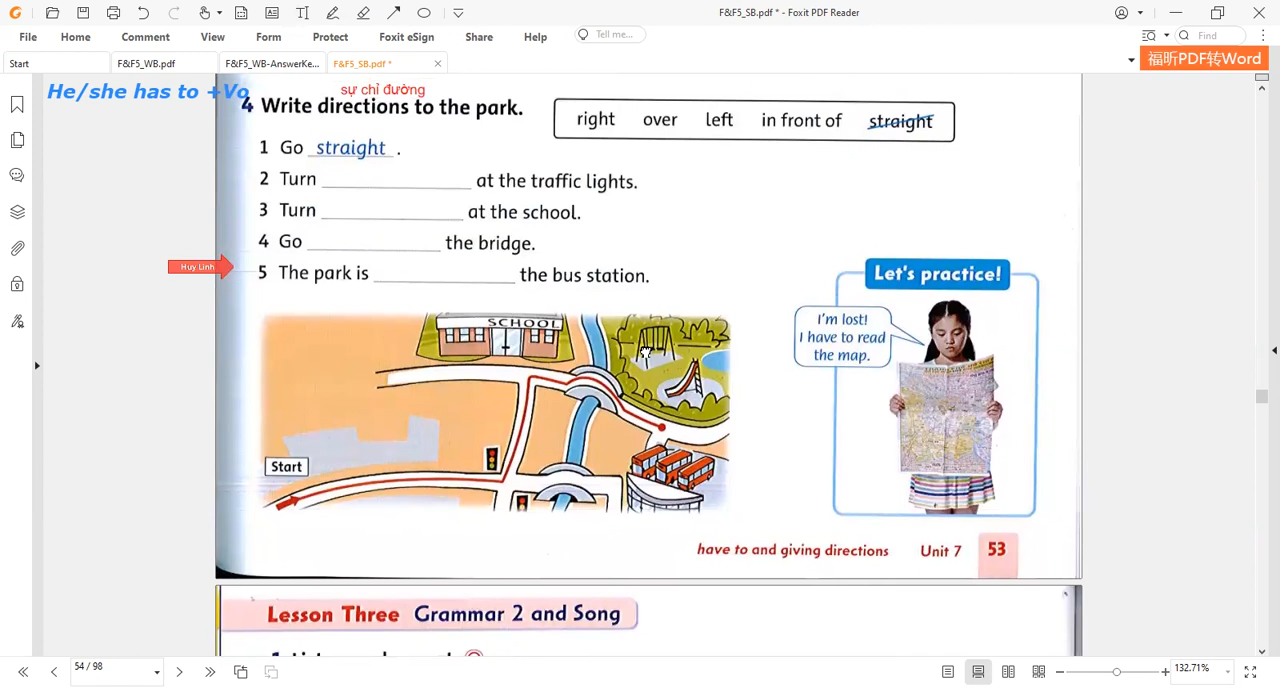 F&F5_SB.pdf * - Foxit PDF Reader
File Home Comment View Form Protect Foxit eSign Share Help Tell me... Find
Start F&F5_WB.pdf F&F5_WB-AnswerKe... F&F5_SB.pdf *
福昕PDF转Word
He/she has to +Vo
sự chỉ đường
4 Write directions to the park.
right over left in front of straight
1 Go straight .
2 Turn ____ at the traffic lights.
3 Turn ____ at the school.
4 Go ____ the bridge.
Huy Linh
5 The park is ____ the bus station.
SCHOOL
Start
Let's practice!
I'm lost!
I have to read
the map.
have to and giving directions Unit 7 53
Lesson Three Grammar 2 and Song
54 / 98
132.71%